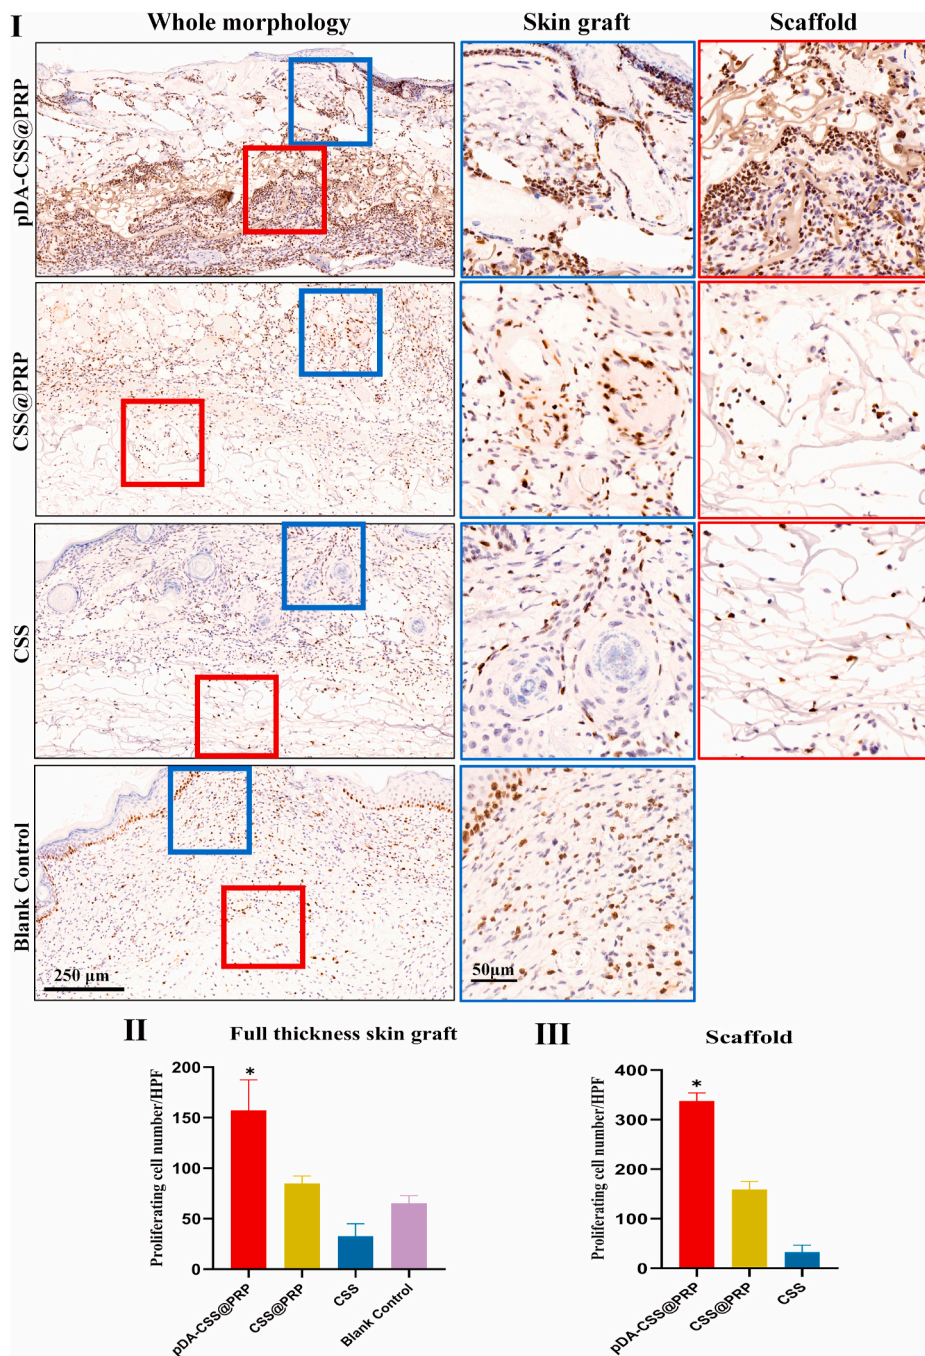 I
Whole morphology
Skin graft
Scaffold
pDA-CSS@PRP
CSS@PRP
CSS
Blank Control
250 μm
50μm
II
Full thickness skin graft
Proliferating cell number/HPF
200
150
100
50
0
*
pDA-CSS@PRP
CSS@PRP
CSS
Blank Control
III
Scaffold
Proliferating cell number/HPF
400
300
200
100
0
*
pDA-CSS@PRP
CSS@PRP
CSS